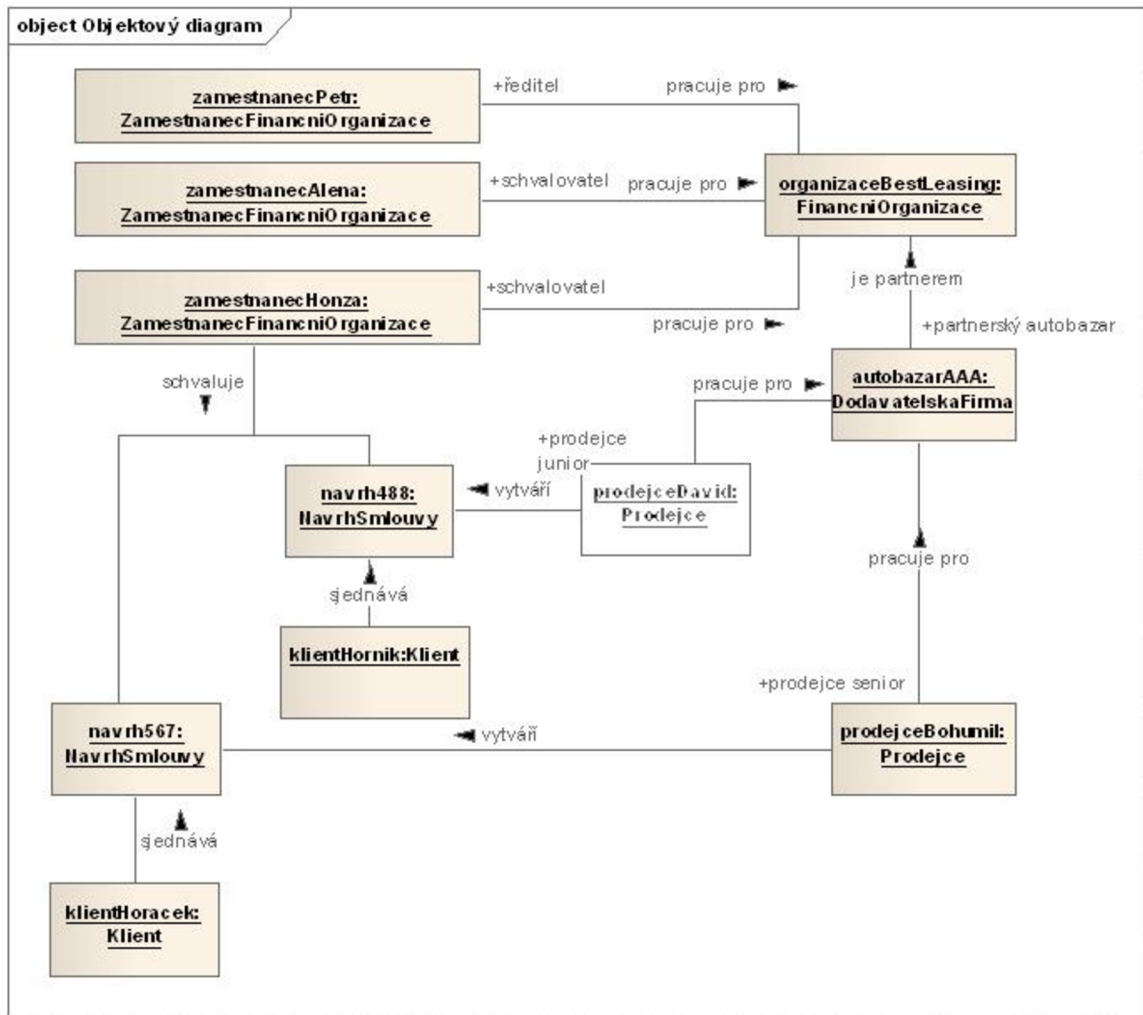 object Objektový diagram
zamestnanecPetr:
ZamestnanecFinancniOrganizace
+ředitel
pracuje pro
zamestnanecAlena:
ZamestnanecFinancniOrganizace
+schvalovatel
pracuje pro
organizaceBestLeasing:
FinancniOrganizace
zamestnanecHonza:
ZamestnanecFinancniOrganizace
+schvalovatel
pracuje pro
je partnerem
+partnerský autobazar
schvaluje
pracuje pro
autobazarAAA:
DodavatelskaFirma
+prodejce
junior
navrh488:
NavrhSmlouvy
vytváří
prodejceDavid:
Prodejce
sjednává
pracuje pro
klientHornik:Klient
+prodejce senior
navrh567:
NavrhSmlouvy
vytváří
prodejceBohumil:
Prodejce
sjednává
klientHoracek:
Klient